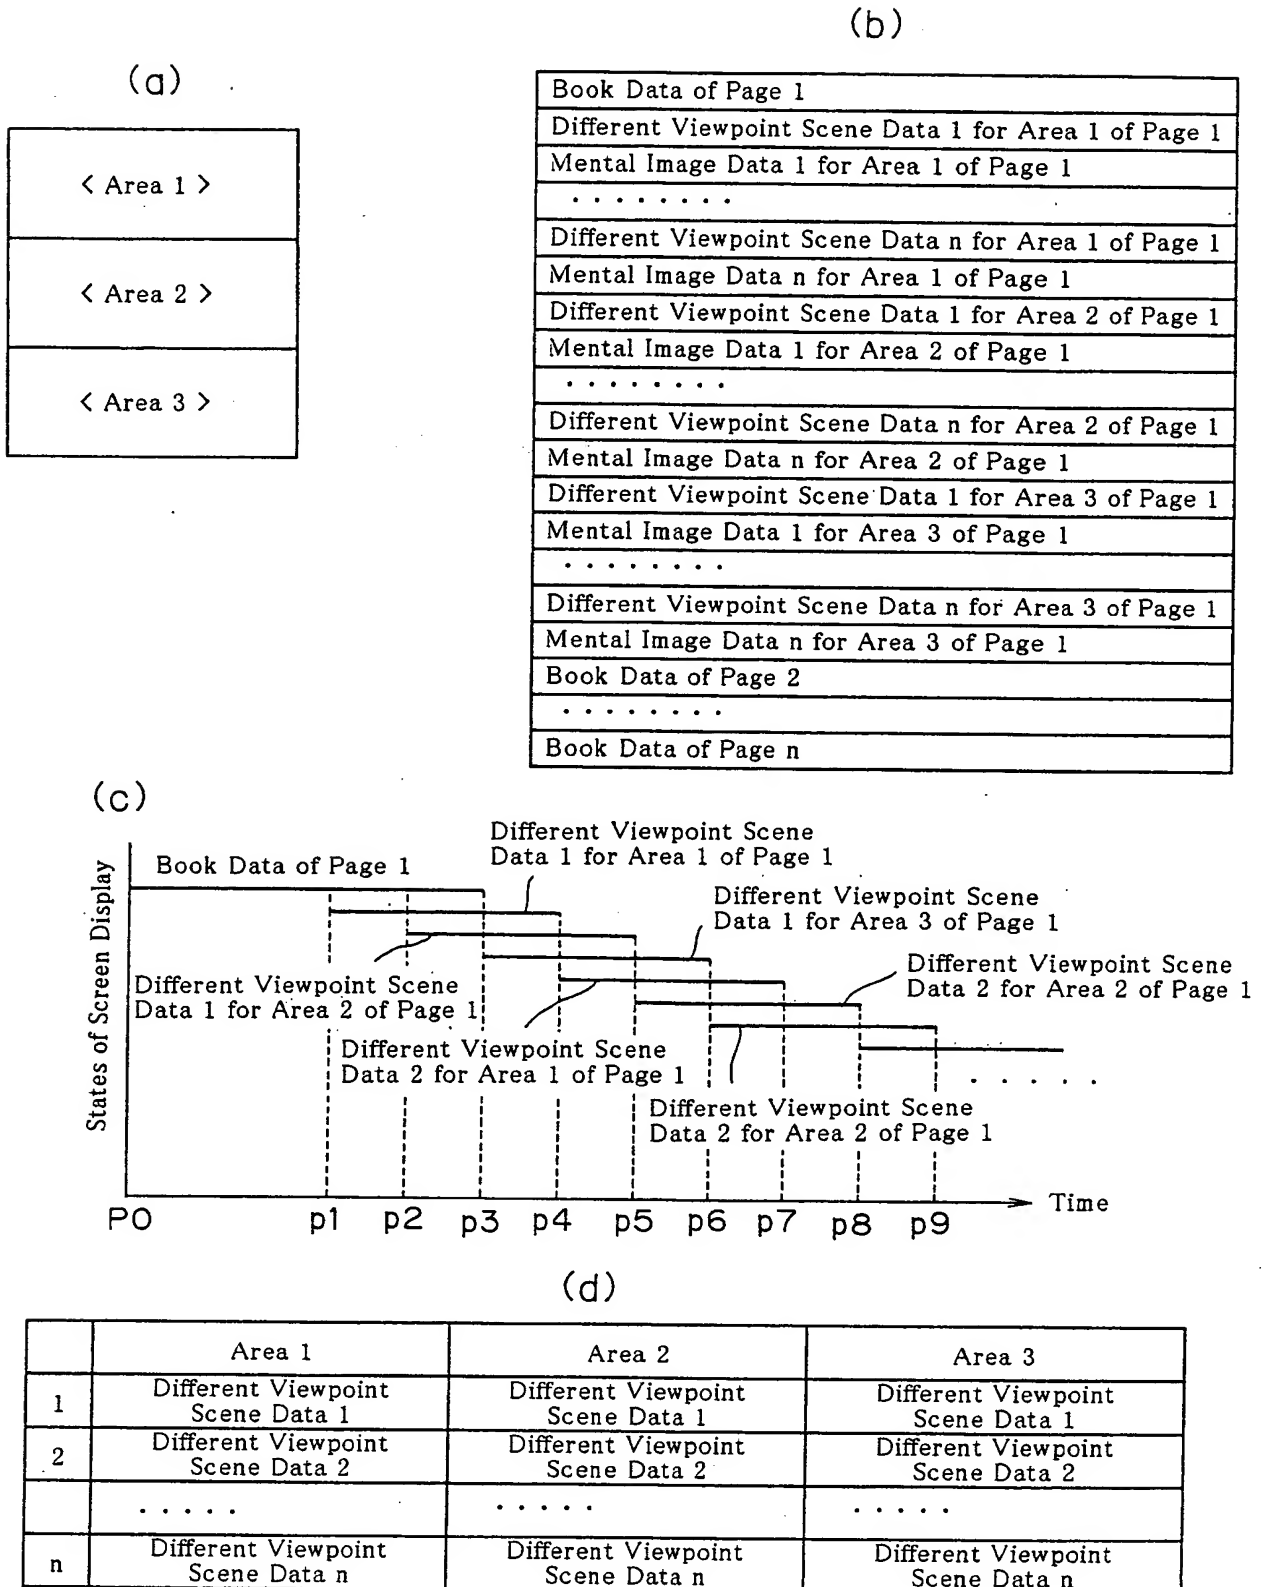 (a)
< Area 1 >
< Area 2 >
< Area 3 >
(b)
Book Data of Page 1
Different Viewpoint Scene Data 1 for Area 1 of Page 1
Mental Image Data 1 for Area 1 of Page 1
. . . . . . . .
Different Viewpoint Scene Data n for Area 1 of Page 1
Mental Image Data n for Area 1 of Page 1
Different Viewpoint Scene Data 1 for Area 2 of Page 1
Mental Image Data 1 for Area 2 of Page 1
. . . . . . . .
Different Viewpoint Scene Data n for Area 2 of Page 1
Mental Image Data n for Area 2 of Page 1
Different Viewpoint Scene Data 1 for Area 3 of Page 1
Mental Image Data 1 for Area 3 of Page 1
. . . . . . . .
Different Viewpoint Scene Data n for Area 3 of Page 1
Mental Image Data n for Area 3 of Page 1
Book Data of Page 2
. . . . . . . .
Book Data of Page n
(c)
States of Screen Display
Book Data of Page 1
Different Viewpoint Scene
Data 1 for Area 1 of Page 1
Different Viewpoint Scene
Data 1 for Area 3 of Page 1
Different Viewpoint Scene
Data 2 for Area 2 of Page 1
Different Viewpoint Scene
Data 1 for Area 2 of Page 1
Different Viewpoint Scene
Data 2 for Area 1 of Page 1
. . . . .
Different Viewpoint Scene
Data 2 for Area 2 of Page 1
Time
P0 p1 p2 p3 p4 p5 p6 p7 p8 p9
(d)
Area 1 Area 2 Area 3
1 Different Viewpoint Different Viewpoint Different Viewpoint
Scene Data 1 Scene Data 1 Scene Data 1
2 Different Viewpoint Different Viewpoint Different Viewpoint
Scene Data 2 Scene Data 2 Scene Data 2
. . . . . . . . . . . . . . .
n Different Viewpoint Different Viewpoint Different Viewpoint
Scene Data n Scene Data n Scene Data n